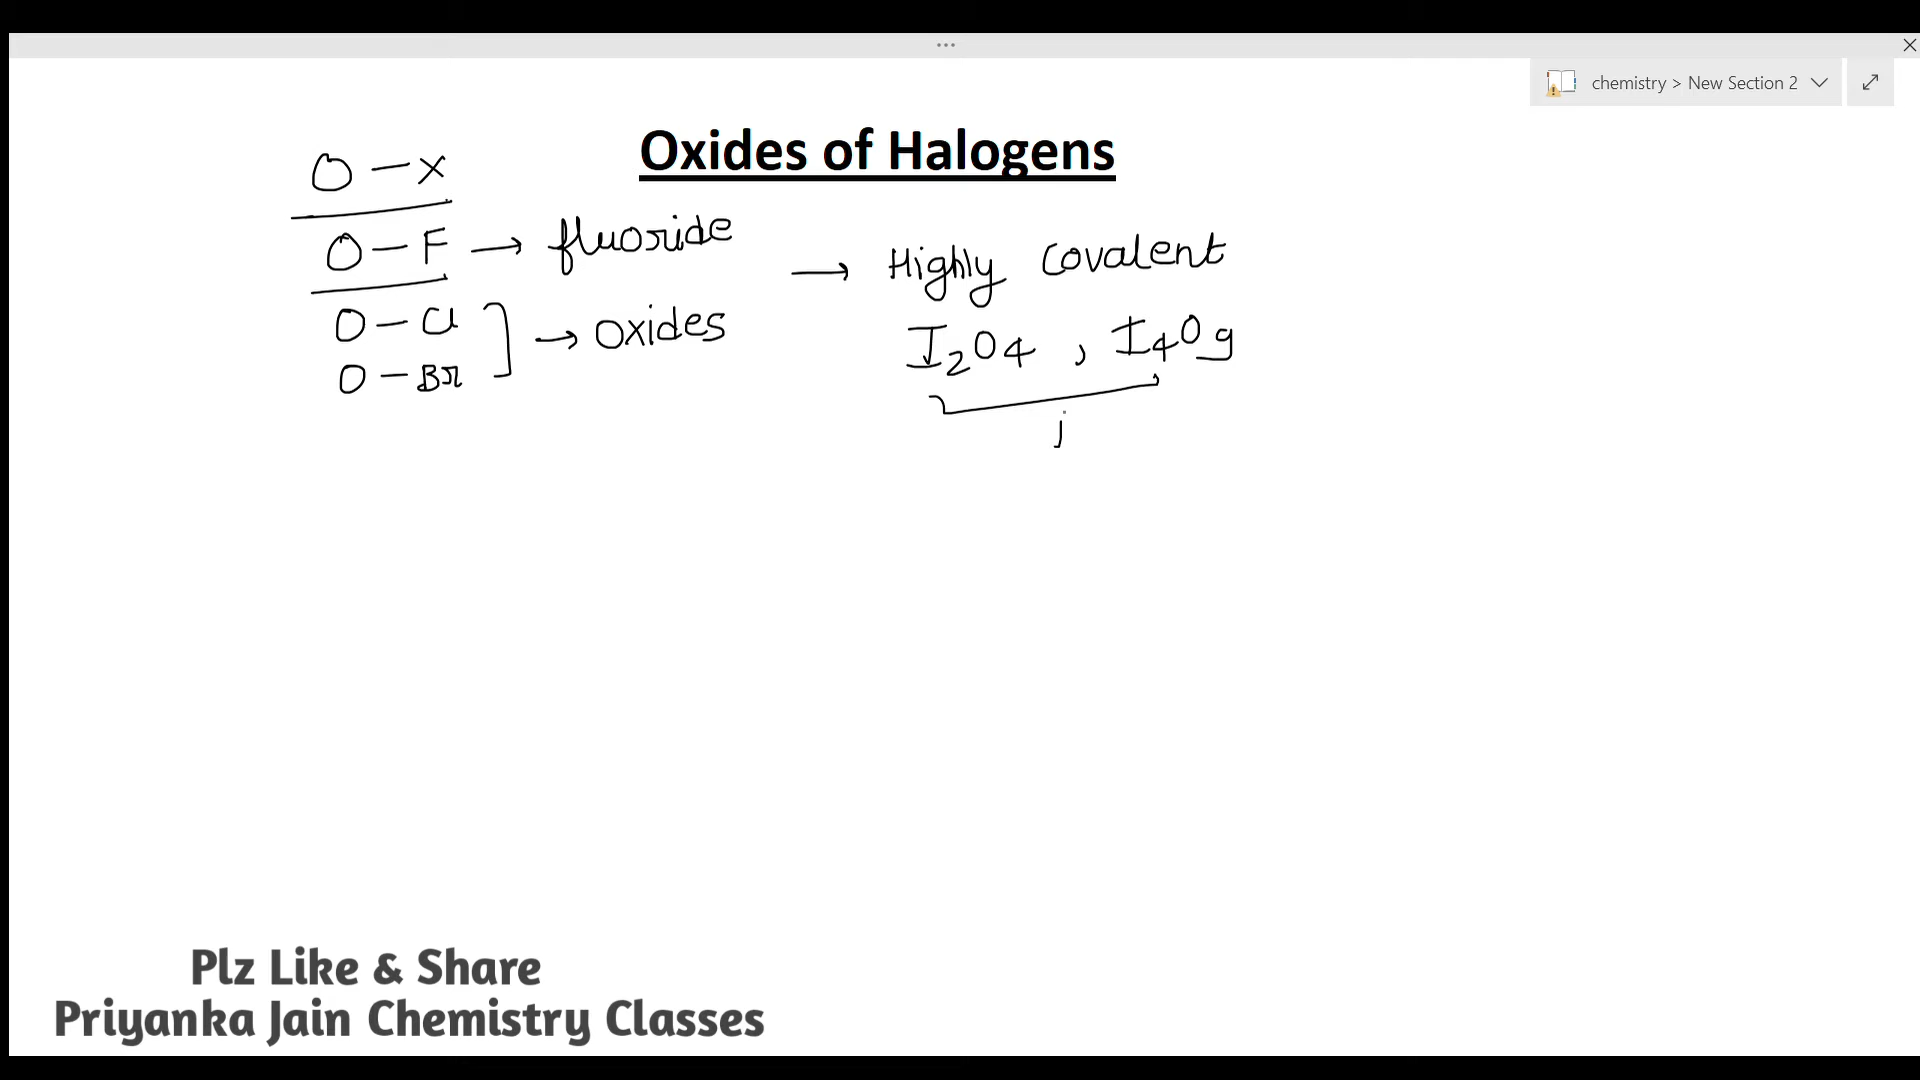 chemistry > New Section 2
Oxides of Halogens
O - X
O - F → fluoride
O - Cl
O - Br
→ Oxides
→ Highly Covalent
I2O4 , I4O9
Plz Like & Share
Priyanka Jain Chemistry Classes